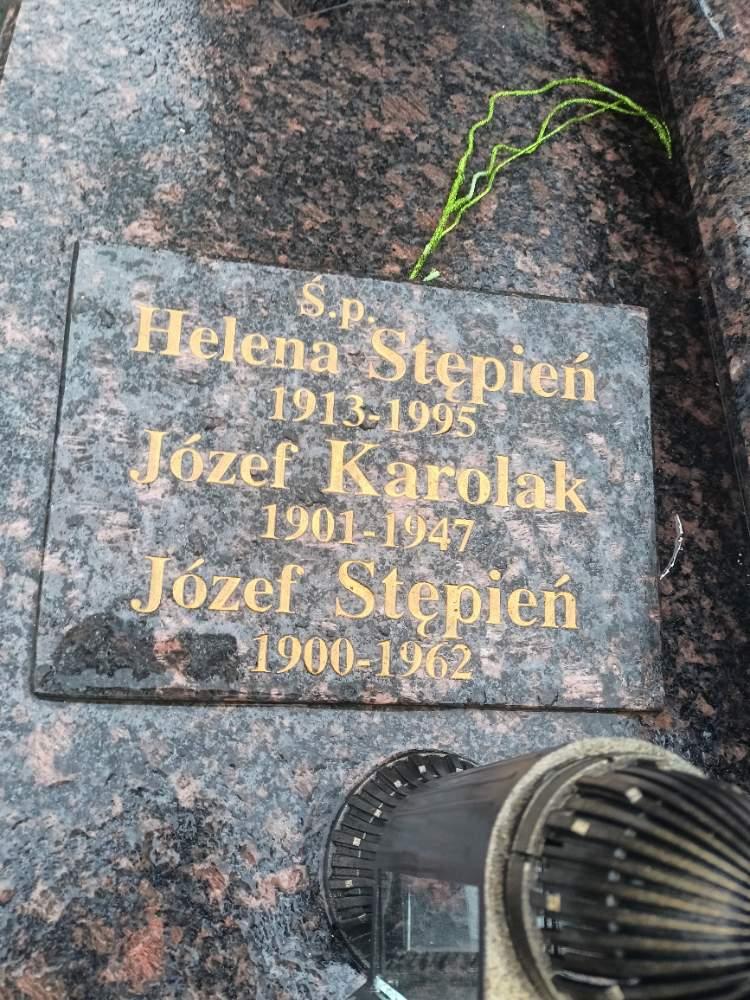 Ś.p.
Helena Stępień
1913-1995
Józef Karolak
1901-1947
Józef Stępień
1900-1962